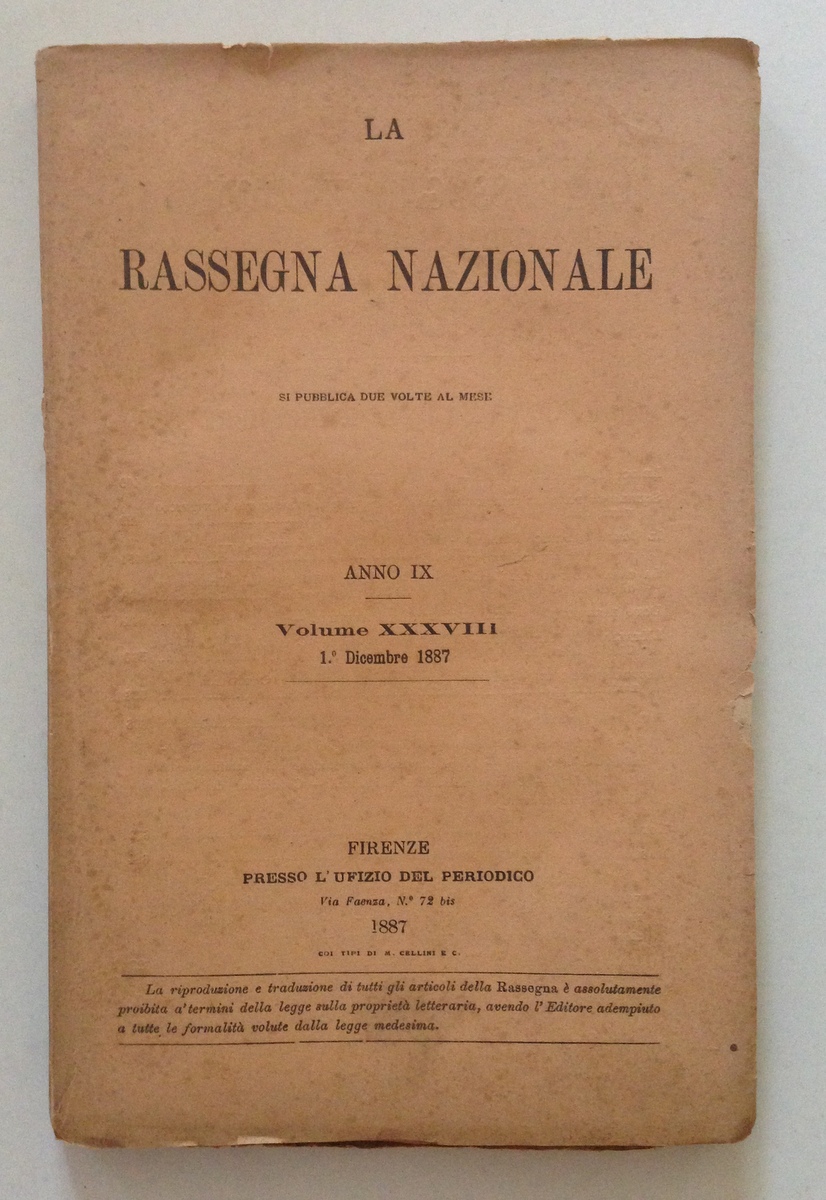 LA
RASSEGNA NAZIONALE
SI PUBBLICA DUE VOLTE AL MESE
ANNO IX
Volume XXXVIII
1.º Dicembre 1887
FIRENZE
PRESSO L'UFIZIO DEL PERIODICO
Via Faenza, N.º 72 bis
1887
COI TIPI DI M. CELLINI E C.
La riproduzione e traduzione di tutti gli articoli della Rassegna è assolutamente
proibita a' termini della legge sulla proprietà letteraria, avendo l'Editore adempiuto
a tutte le formalità volute dalla legge medesima.